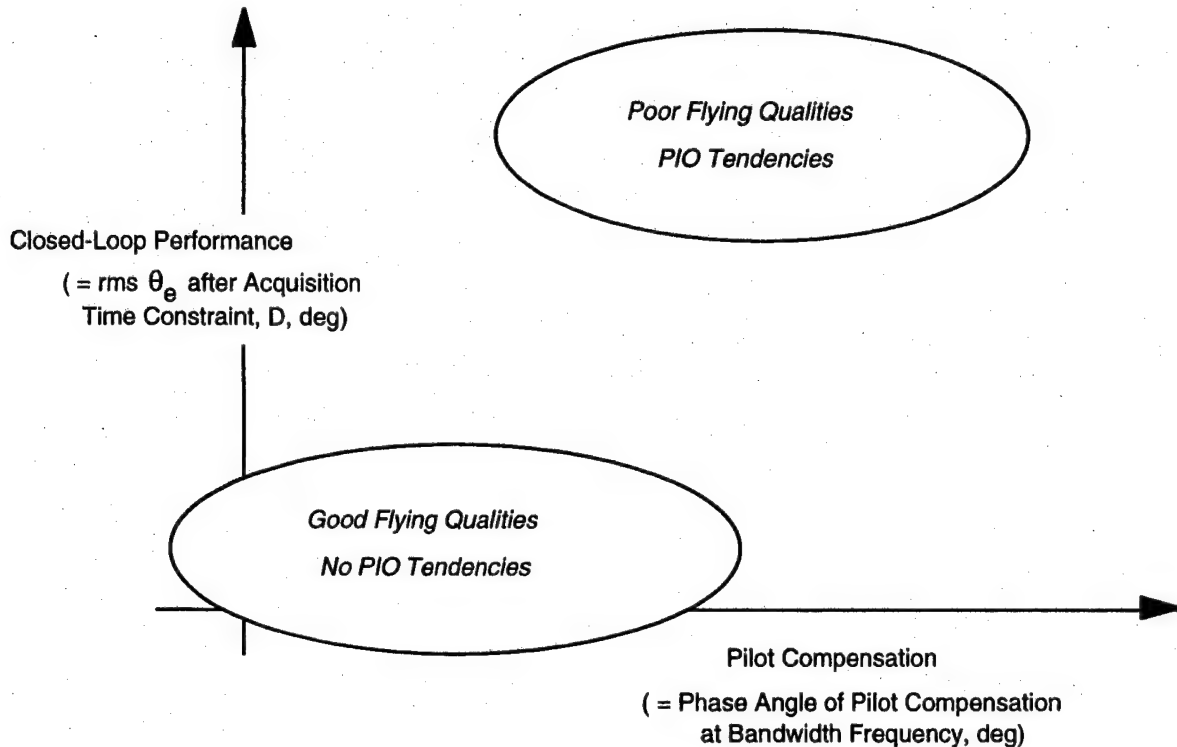 Poor Flying Qualities
PIO Tendencies
Closed-Loop Performance
( = rms θe after Acquisition
Time Constraint, D, deg)
Good Flying Qualities
No PIO Tendencies
Pilot Compensation
( = Phase Angle of Pilot Compensation
at Bandwidth Frequency, deg)